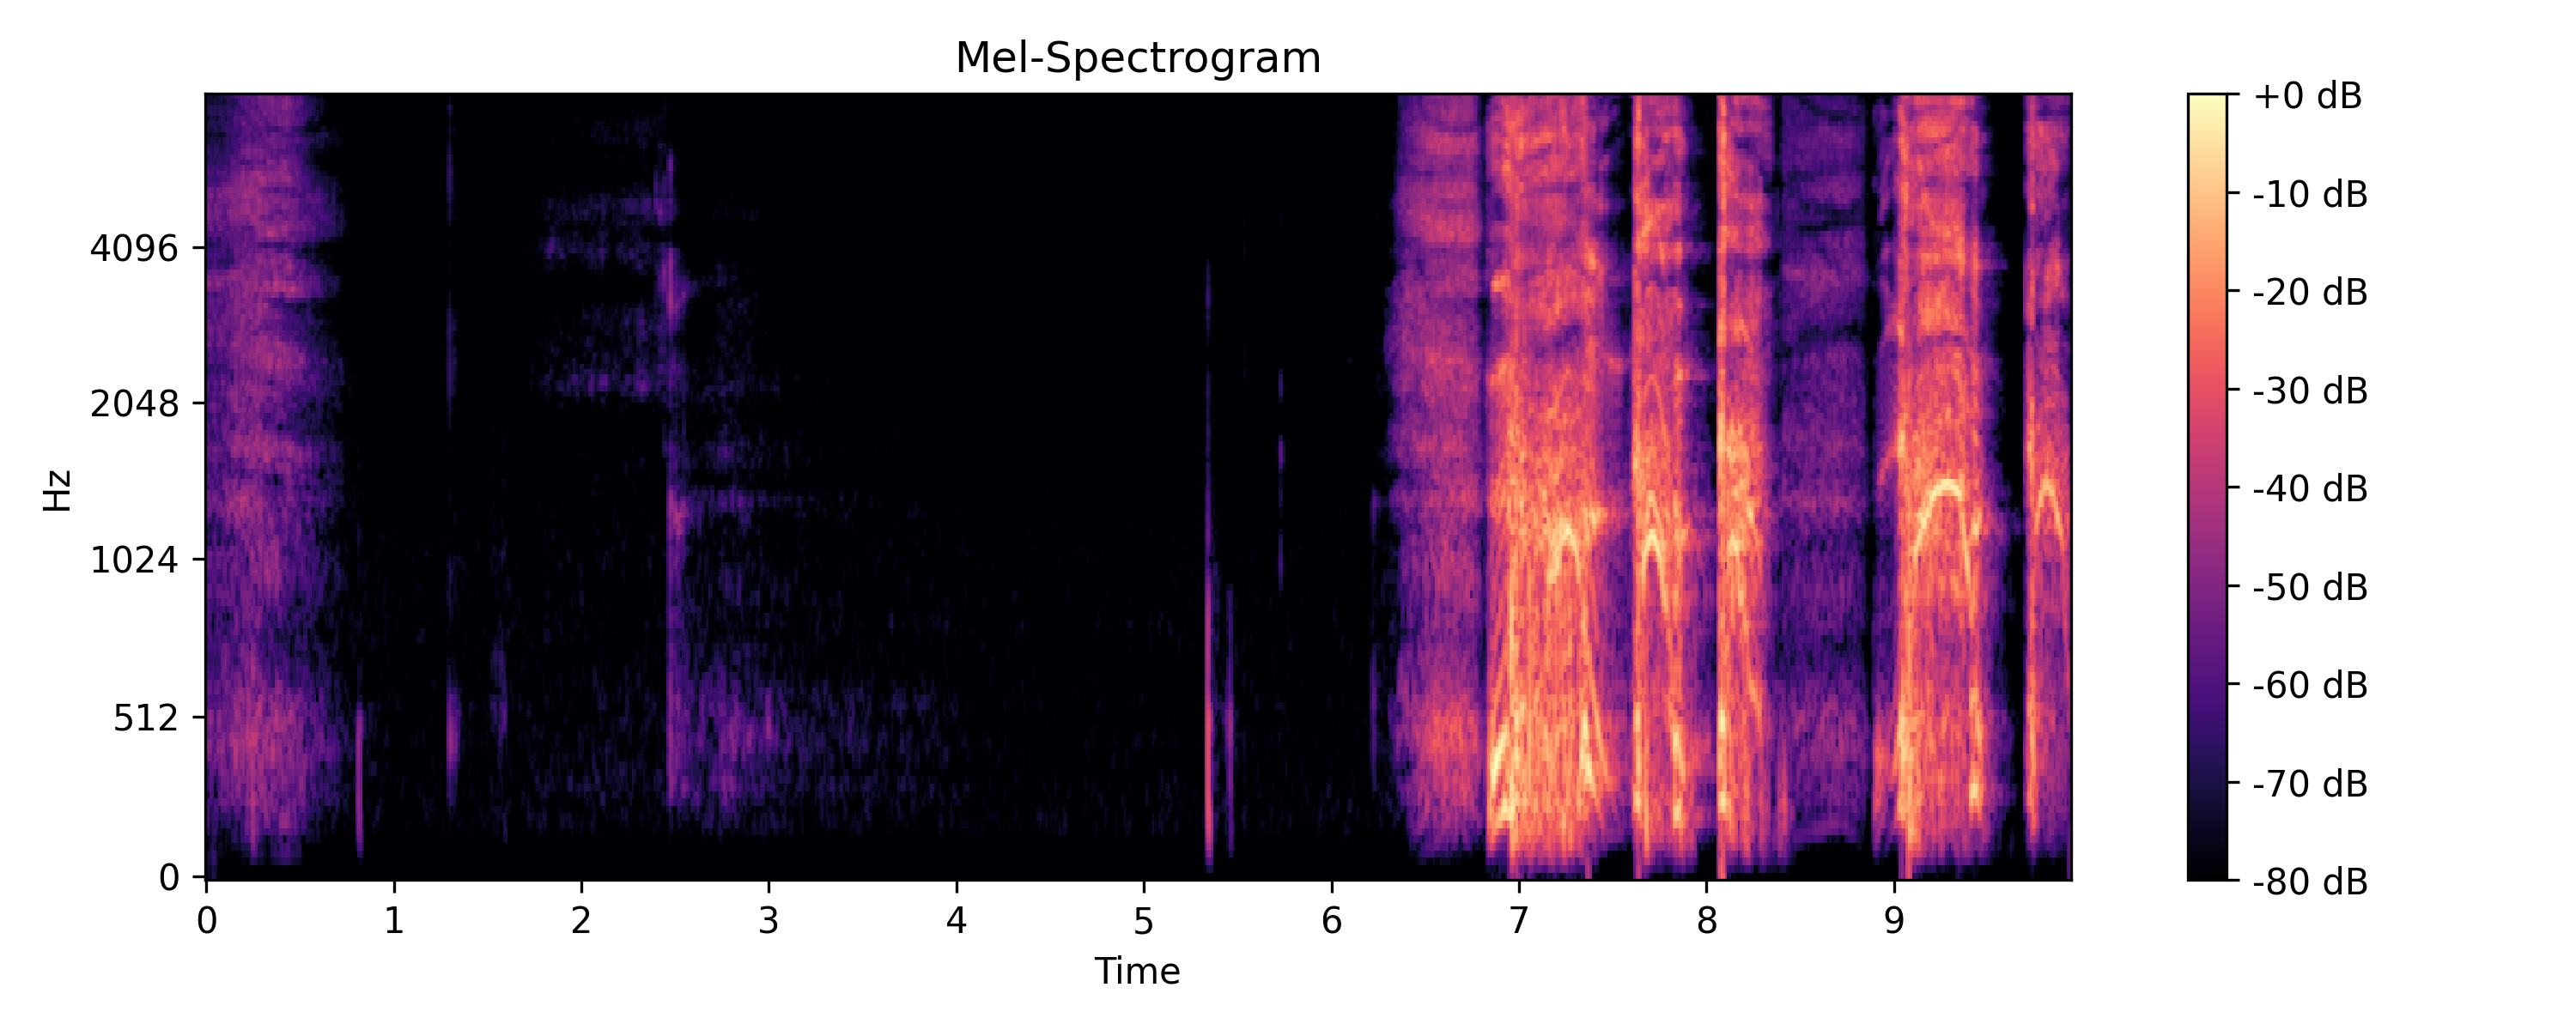 Mel-Spectrogram
Hz
4096
2048
1024
512
0
0 1 2 3 4 5 6 7 8 9
Time
+0 dB
-10 dB
-20 dB
-30 dB
-40 dB
-50 dB
-60 dB
-70 dB
-80 dB